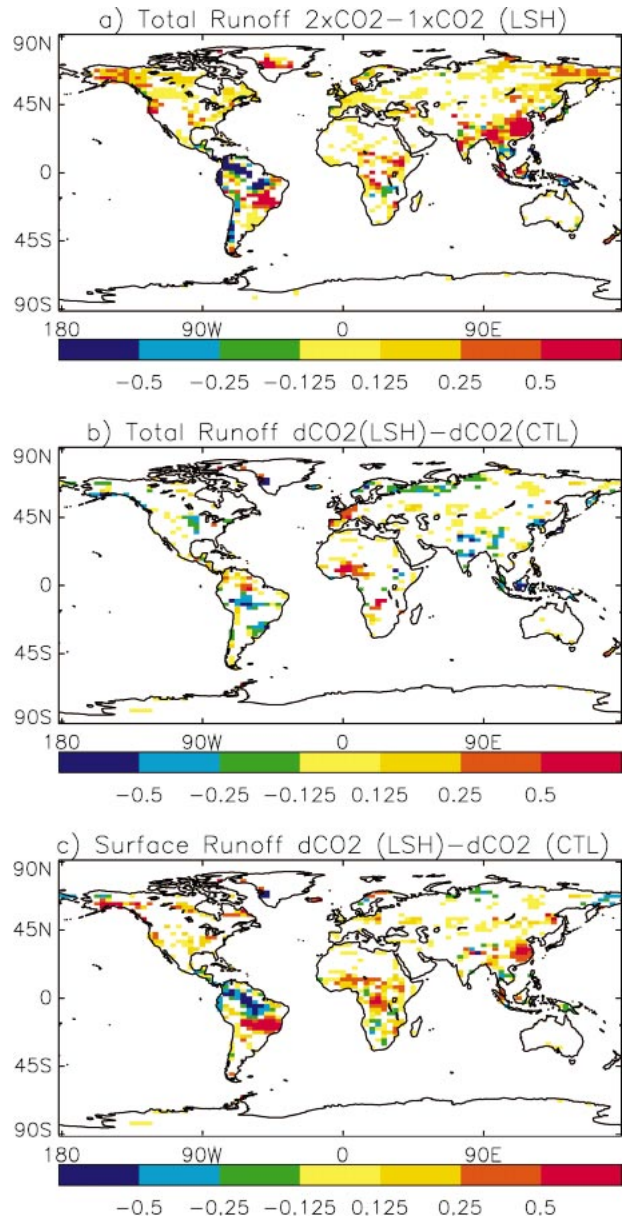 a) Total Runoff 2xCO2−1xCO2 (LSH)
90N
45N
0
45S
90S
180 90W 0 90E
−0.5 −0.25 −0.125 0.125 0.25 0.5
b) Total Runoff dCO2(LSH)−dCO2(CTL)
90N
45N
0
45S
90S
180 90W 0 90E
−0.5 −0.25 −0.125 0.125 0.25 0.5
c) Surface Runoff dCO2 (LSH)−dCO2 (CTL)
90N
45N
0
45S
90S
180 90W 0 90E
−0.5 −0.25 −0.125 0.125 0.25 0.5